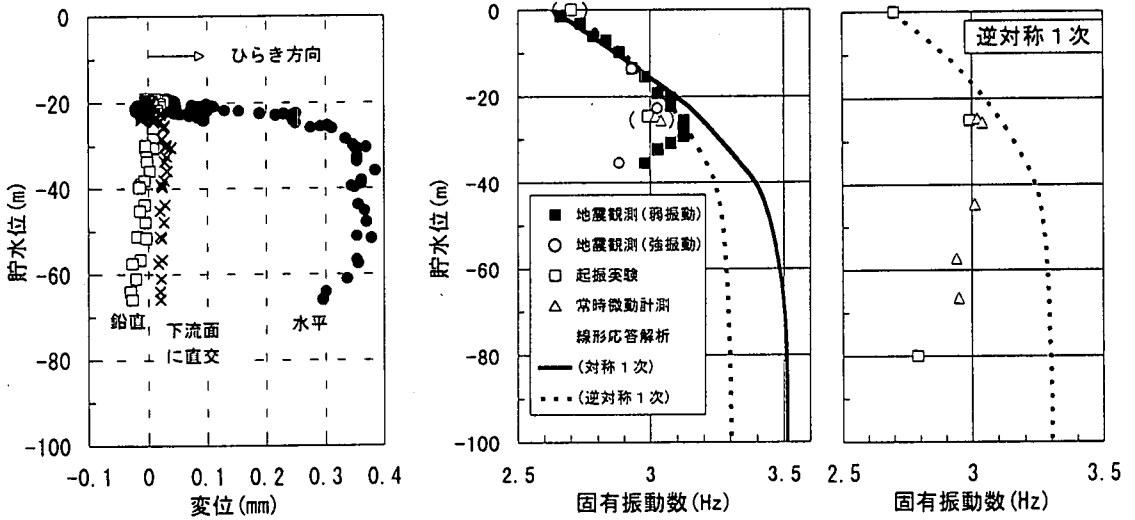 0
-20
-40
-60
-80
-100
貯水位(m)
ひらき方向
鉛直
下流面
に直交
水平
-0.1 0 0.1 0.2 0.3 0.4
変位(mm)
0
-20
-40
-60
-80
-100
貯水位(m)
地震観測(弱振動)
地震観測(強振動)
起振実験
常時微動計測
線形応答解析
(対称1次)
(逆対称1次)
2.5 3 3.5
固有振動数(Hz)
逆対称1次
2.5 3 3.5
固有振動数(Hz)